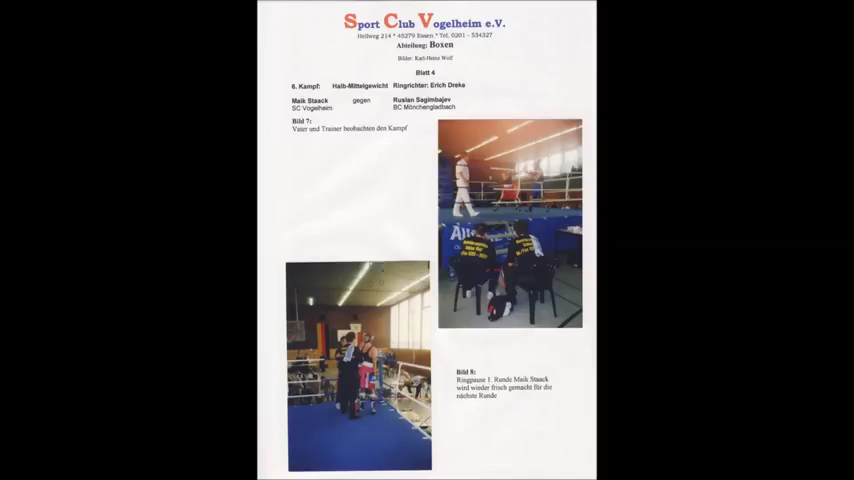 Sport Club Vogelheim e.V.
Hellweg 214 * 45279 Essen * Tel. 0201 - 534327
Abteilung: Boxen
Bilder: Karl-Heinz Wolf
Blatt 4
6. Kampf: Halb-Mittelgewicht Ringrichter: Erich Dreke
Maik Staack gegen Ruslan Sagimbajev
SC Vogelheim BC Mönchengladbach
Bild 7:
Vater und Trainer beobachten den Kampf
Bild 8:
Ringpause 1. Runde Maik Staack
wird wieder frisch gemacht für die
nächste Runde